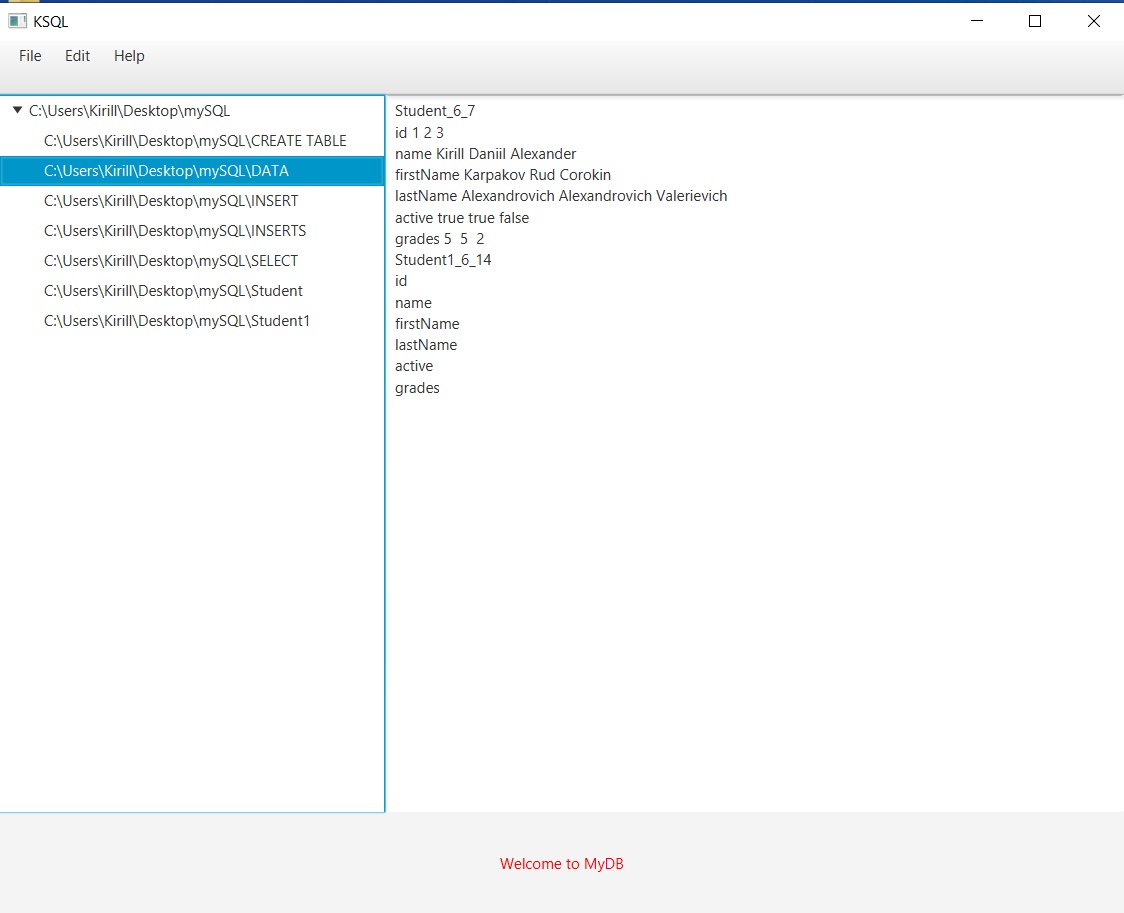 KSQL
File Edit Help
C:\Users\Kirill\Desktop\mySQL
C:\Users\Kirill\Desktop\mySQL\CREATE TABLE
C:\Users\Kirill\Desktop\mySQL\DATA
C:\Users\Kirill\Desktop\mySQL\INSERT
C:\Users\Kirill\Desktop\mySQL\INSERTS
C:\Users\Kirill\Desktop\mySQL\SELECT
C:\Users\Kirill\Desktop\mySQL\Student
C:\Users\Kirill\Desktop\mySQL\Student1
Student_6_7
id 1 2 3
name Kirill Daniil Alexander
firstName Karpakov Rud Corokin
lastName Alexandrovich Alexandrovich Valerievich
active true true false
grades 5  5  2
Student1_6_14
id
name
firstName
lastName
active
grades
Welcome to MyDB